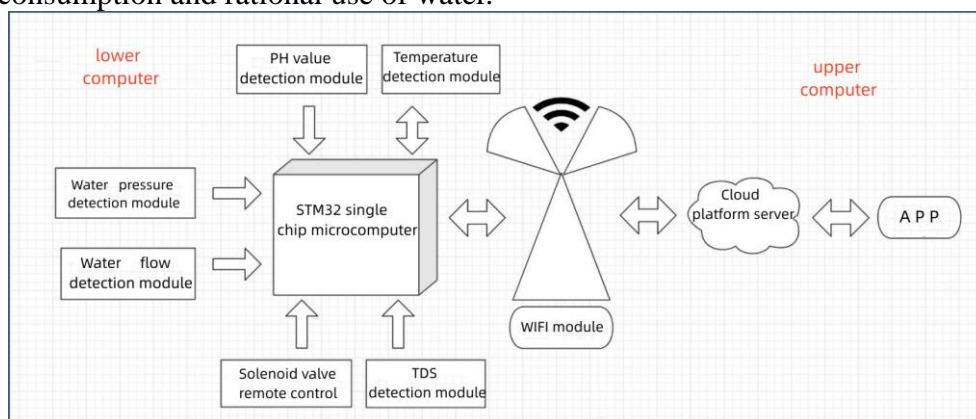 consumption and rational use of water.
lower
computer
PH value
detection module
Temperature
detection module
upper
computer
Water pressure
detection module
STM32 single
chip microcomputer
Cloud
platform server
A P P
Water flow
detection module
WIFI module
Solenoid valve
remote control
TDS
detection module